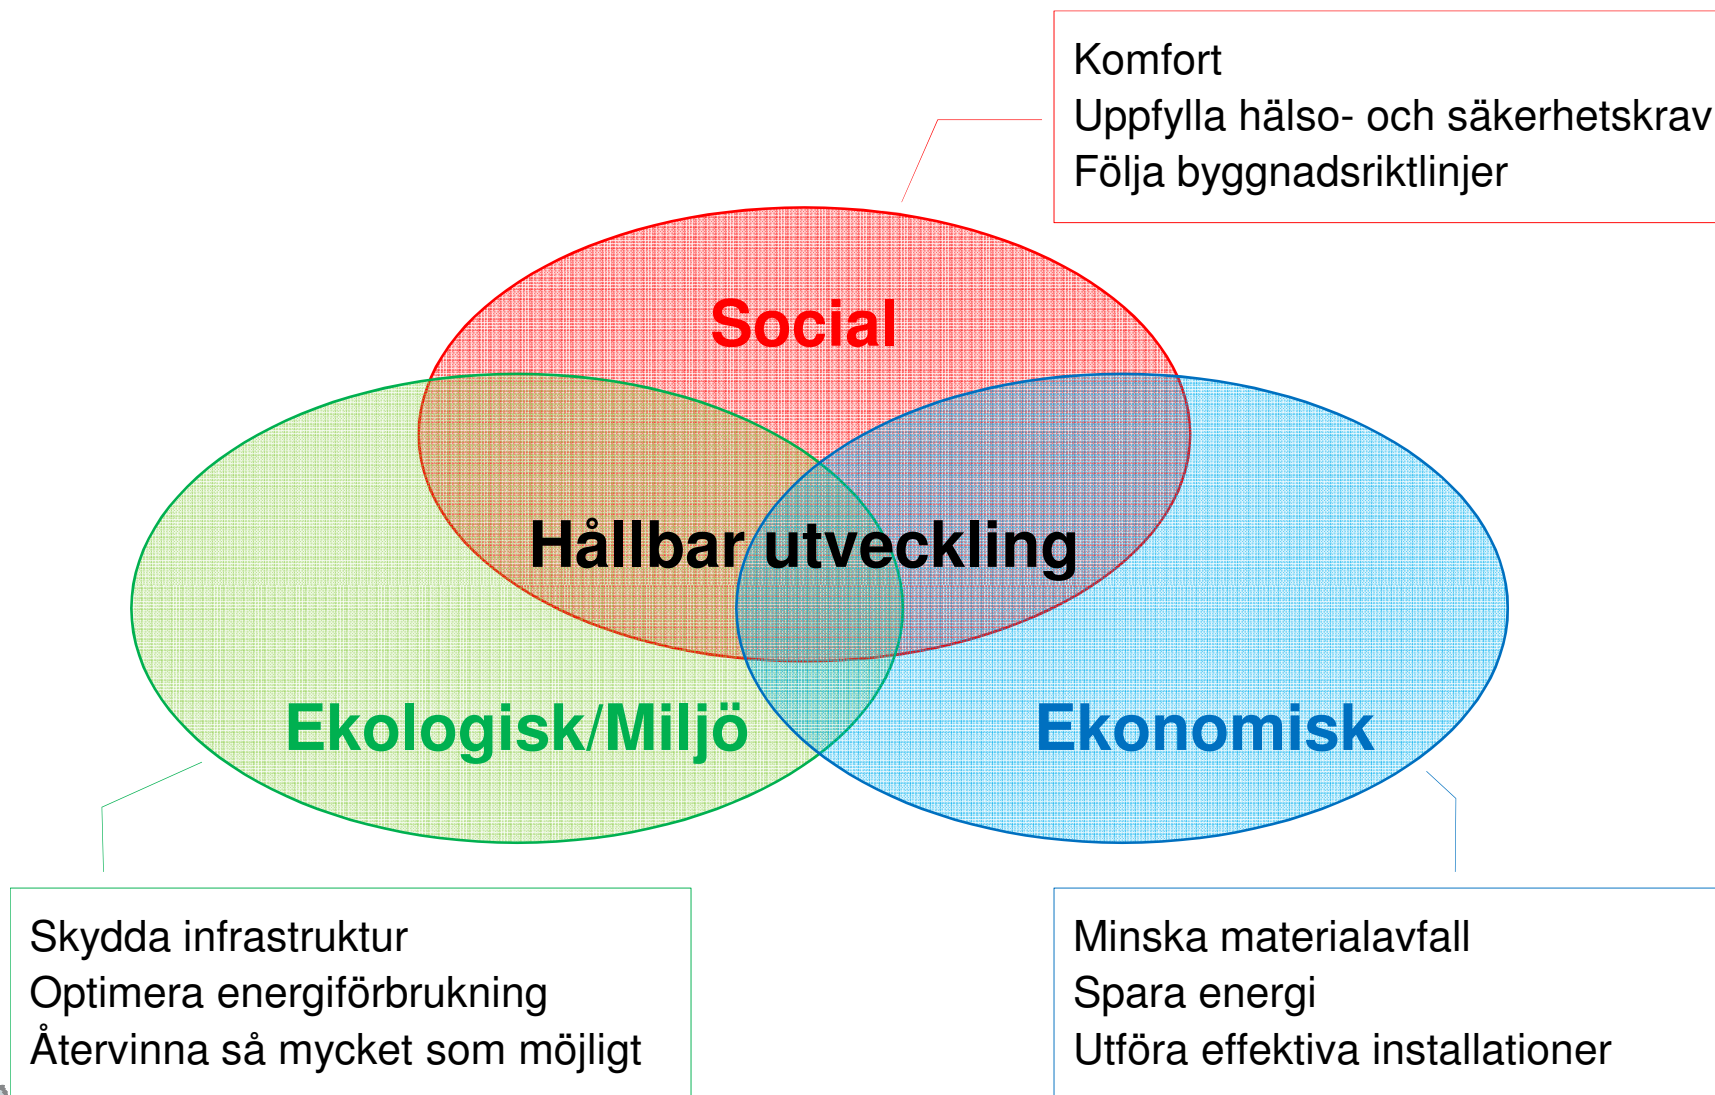 Komfort
Uppfylla hälso- och säkerhetskrav
Följa byggnadsriktlinjer
Social
Hållbar utveckling
Ekologisk/Miljö
Ekonomisk
Skydda infrastruktur
Optimera energiförbrukning
Återvinna så mycket som möjligt
Minska materialavfall
Spara energi
Utföra effektiva installationer